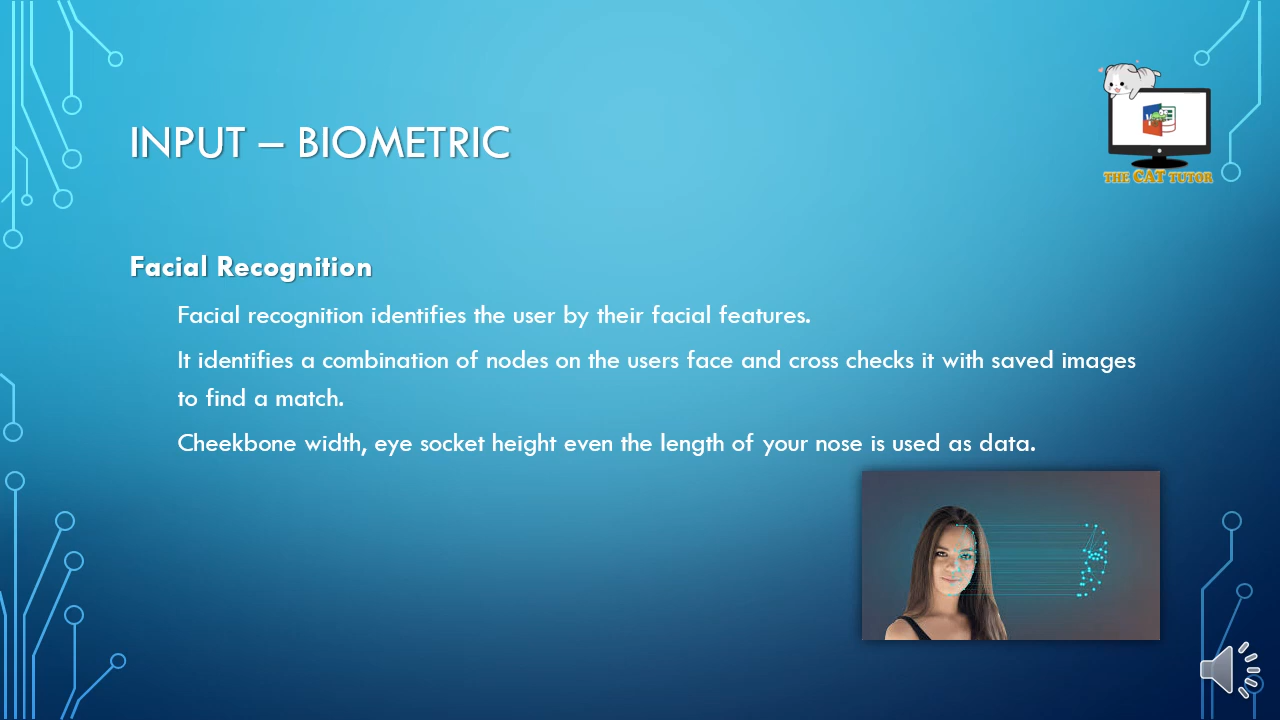 INPUT – BIOMETRIC
THE CAT TUTOR
Facial Recognition
Facial recognition identifies the user by their facial features.
It identifies a combination of nodes on the users face and cross checks it with saved images
to find a match.
Cheekbone width, eye socket height even the length of your nose is used as data.